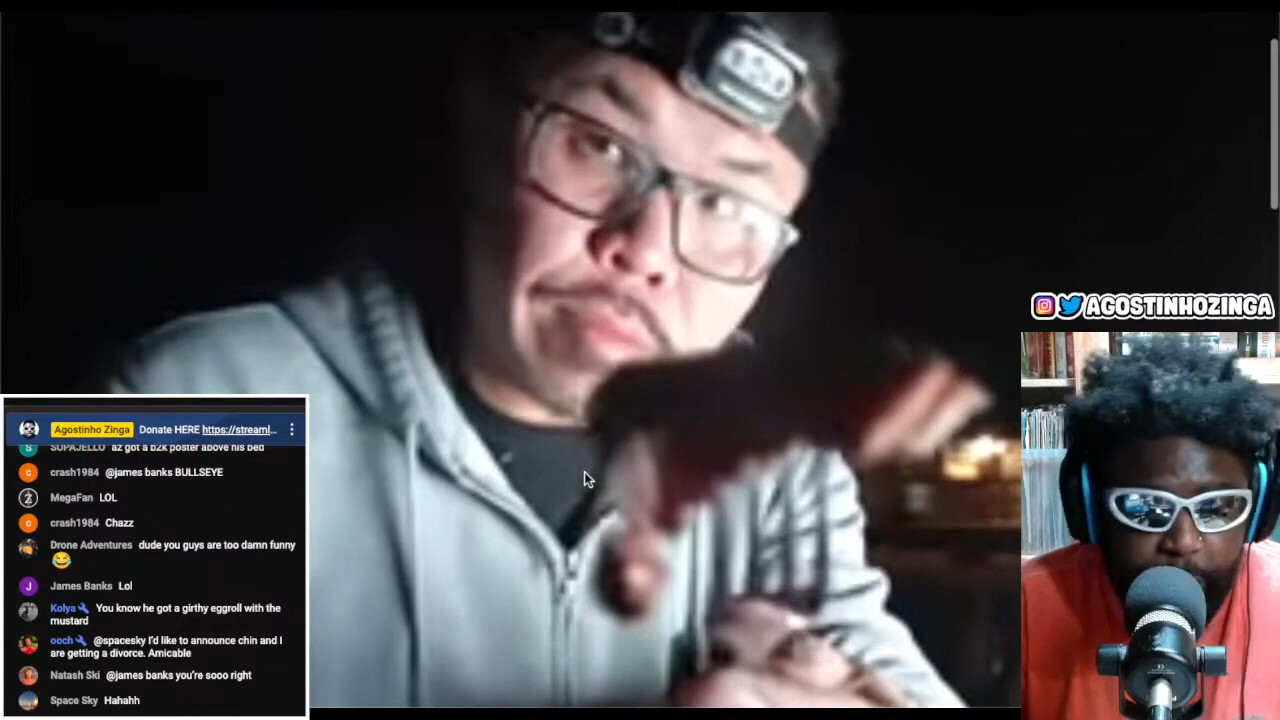 AGOSTINHOZINGA
Agostinho Zinga Donate HERE https://streaml...
SUPAJELLO az got a b2k poster above his bed
crash1984 @james banks BULLSEYE
MegaFan LOL
crash1984 Chazz
Drone Adventures dude you guys are too damn funny
James Banks Lol
Kolya You know he got a girthy eggroll with the
mustard
ooch @spacesky I'd like to announce chin and I
are getting a divorce. Amicable
Natash Ski @james banks you're sooo right
Space Sky Hahahh